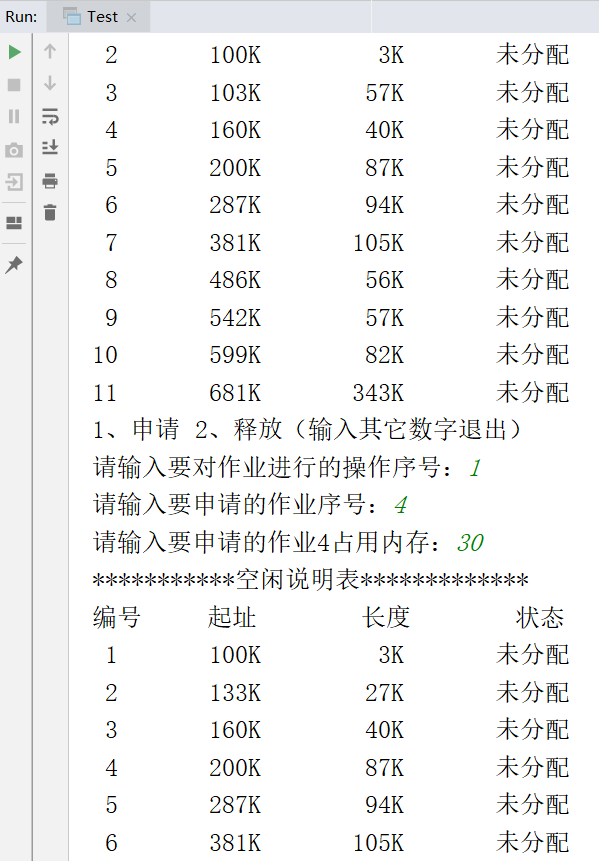 Run: Test
2 100K 3K 未分配
3 103K 57K 未分配
4 160K 40K 未分配
5 200K 87K 未分配
6 287K 94K 未分配
7 381K 105K 未分配
8 486K 56K 未分配
9 542K 57K 未分配
10 599K 82K 未分配
11 681K 343K 未分配
1、申请 2、释放（输入其它数字退出）
请输入要对作业进行的操作序号：1
请输入要申请的作业序号：4
请输入要申请的作业4占用内存：30
***********空闲说明表*************
编号 起址 长度 状态
1 100K 3K 未分配
2 133K 27K 未分配
3 160K 40K 未分配
4 200K 87K 未分配
5 287K 94K 未分配
6 381K 105K 未分配